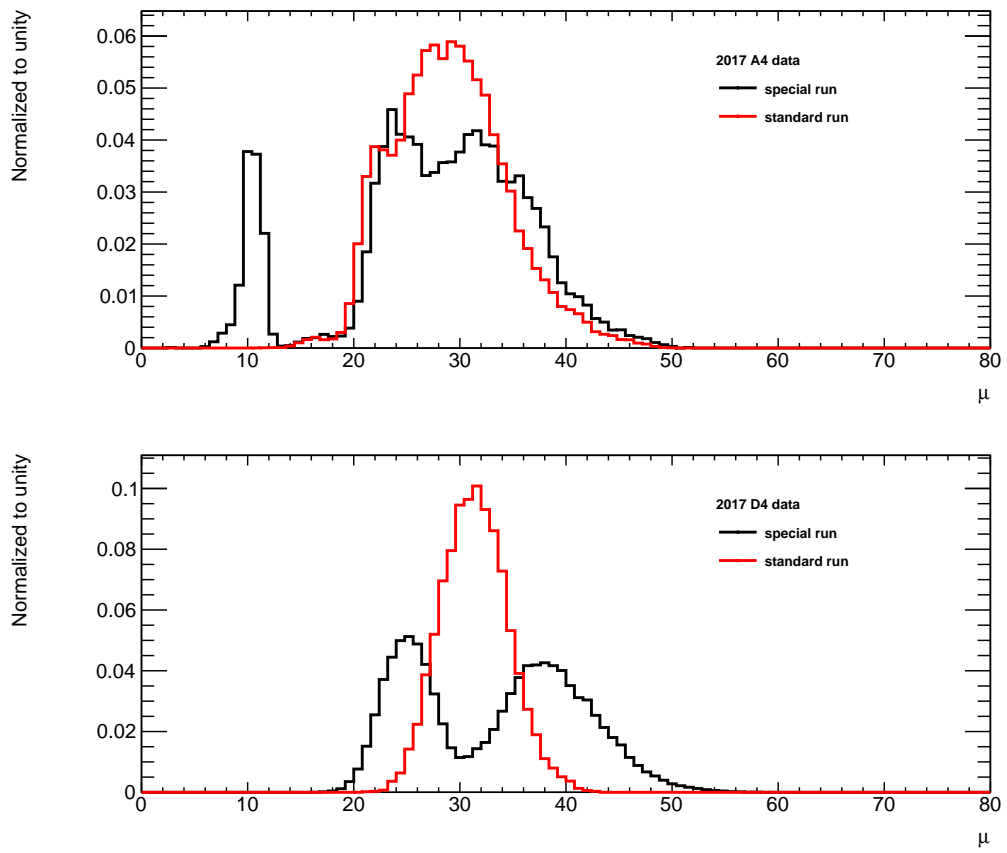 Normalized to unity
0.06
0.05
0.04
0.03
0.02
0.01
0
2017 A4 data
special run
standard run
0 10 20 30 40 50 60 70 80
μ
Normalized to unity
0.1
0.08
0.06
0.04
0.02
0
2017 D4 data
special run
standard run
0 10 20 30 40 50 60 70 80
μ